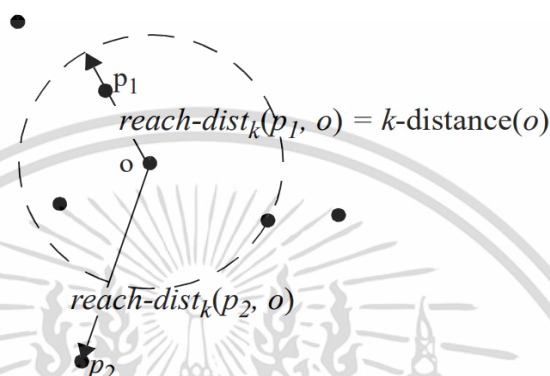 p₁
reach-distₖ(p₁, o) = k-distance(o)
o
reach-distₖ(p₂, o)
p₂